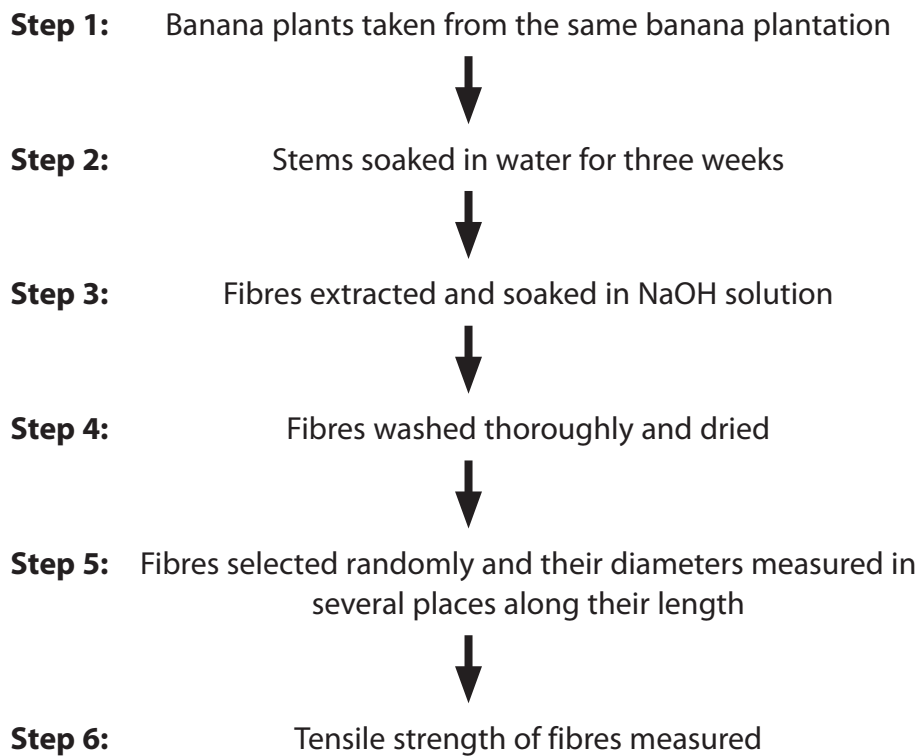 Step 1: Banana plants taken from the same banana plantation
Step 2: Stems soaked in water for three weeks
Step 3: Fibres extracted and soaked in NaOH solution
Step 4: Fibres washed thoroughly and dried
Step 5: Fibres selected randomly and their diameters measured in
several places along their length
Step 6: Tensile strength of fibres measured